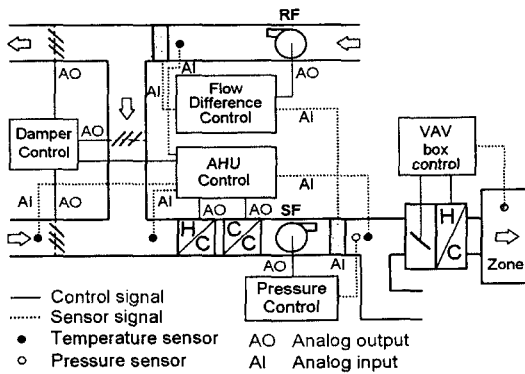 RF
AO
AI
AO
AI
Flow
Difference
Control
AI
Damper
Control
AO
AHU
Control
AI
VAV
box
control
AI
AO
AI
AO
AO
SF
H
C
C
C
H
C
AO
AI
Zone
Pressure
Control
Control signal
Sensor signal
Temperature sensor
Pressure sensor
AO Analog output
AI Analog input